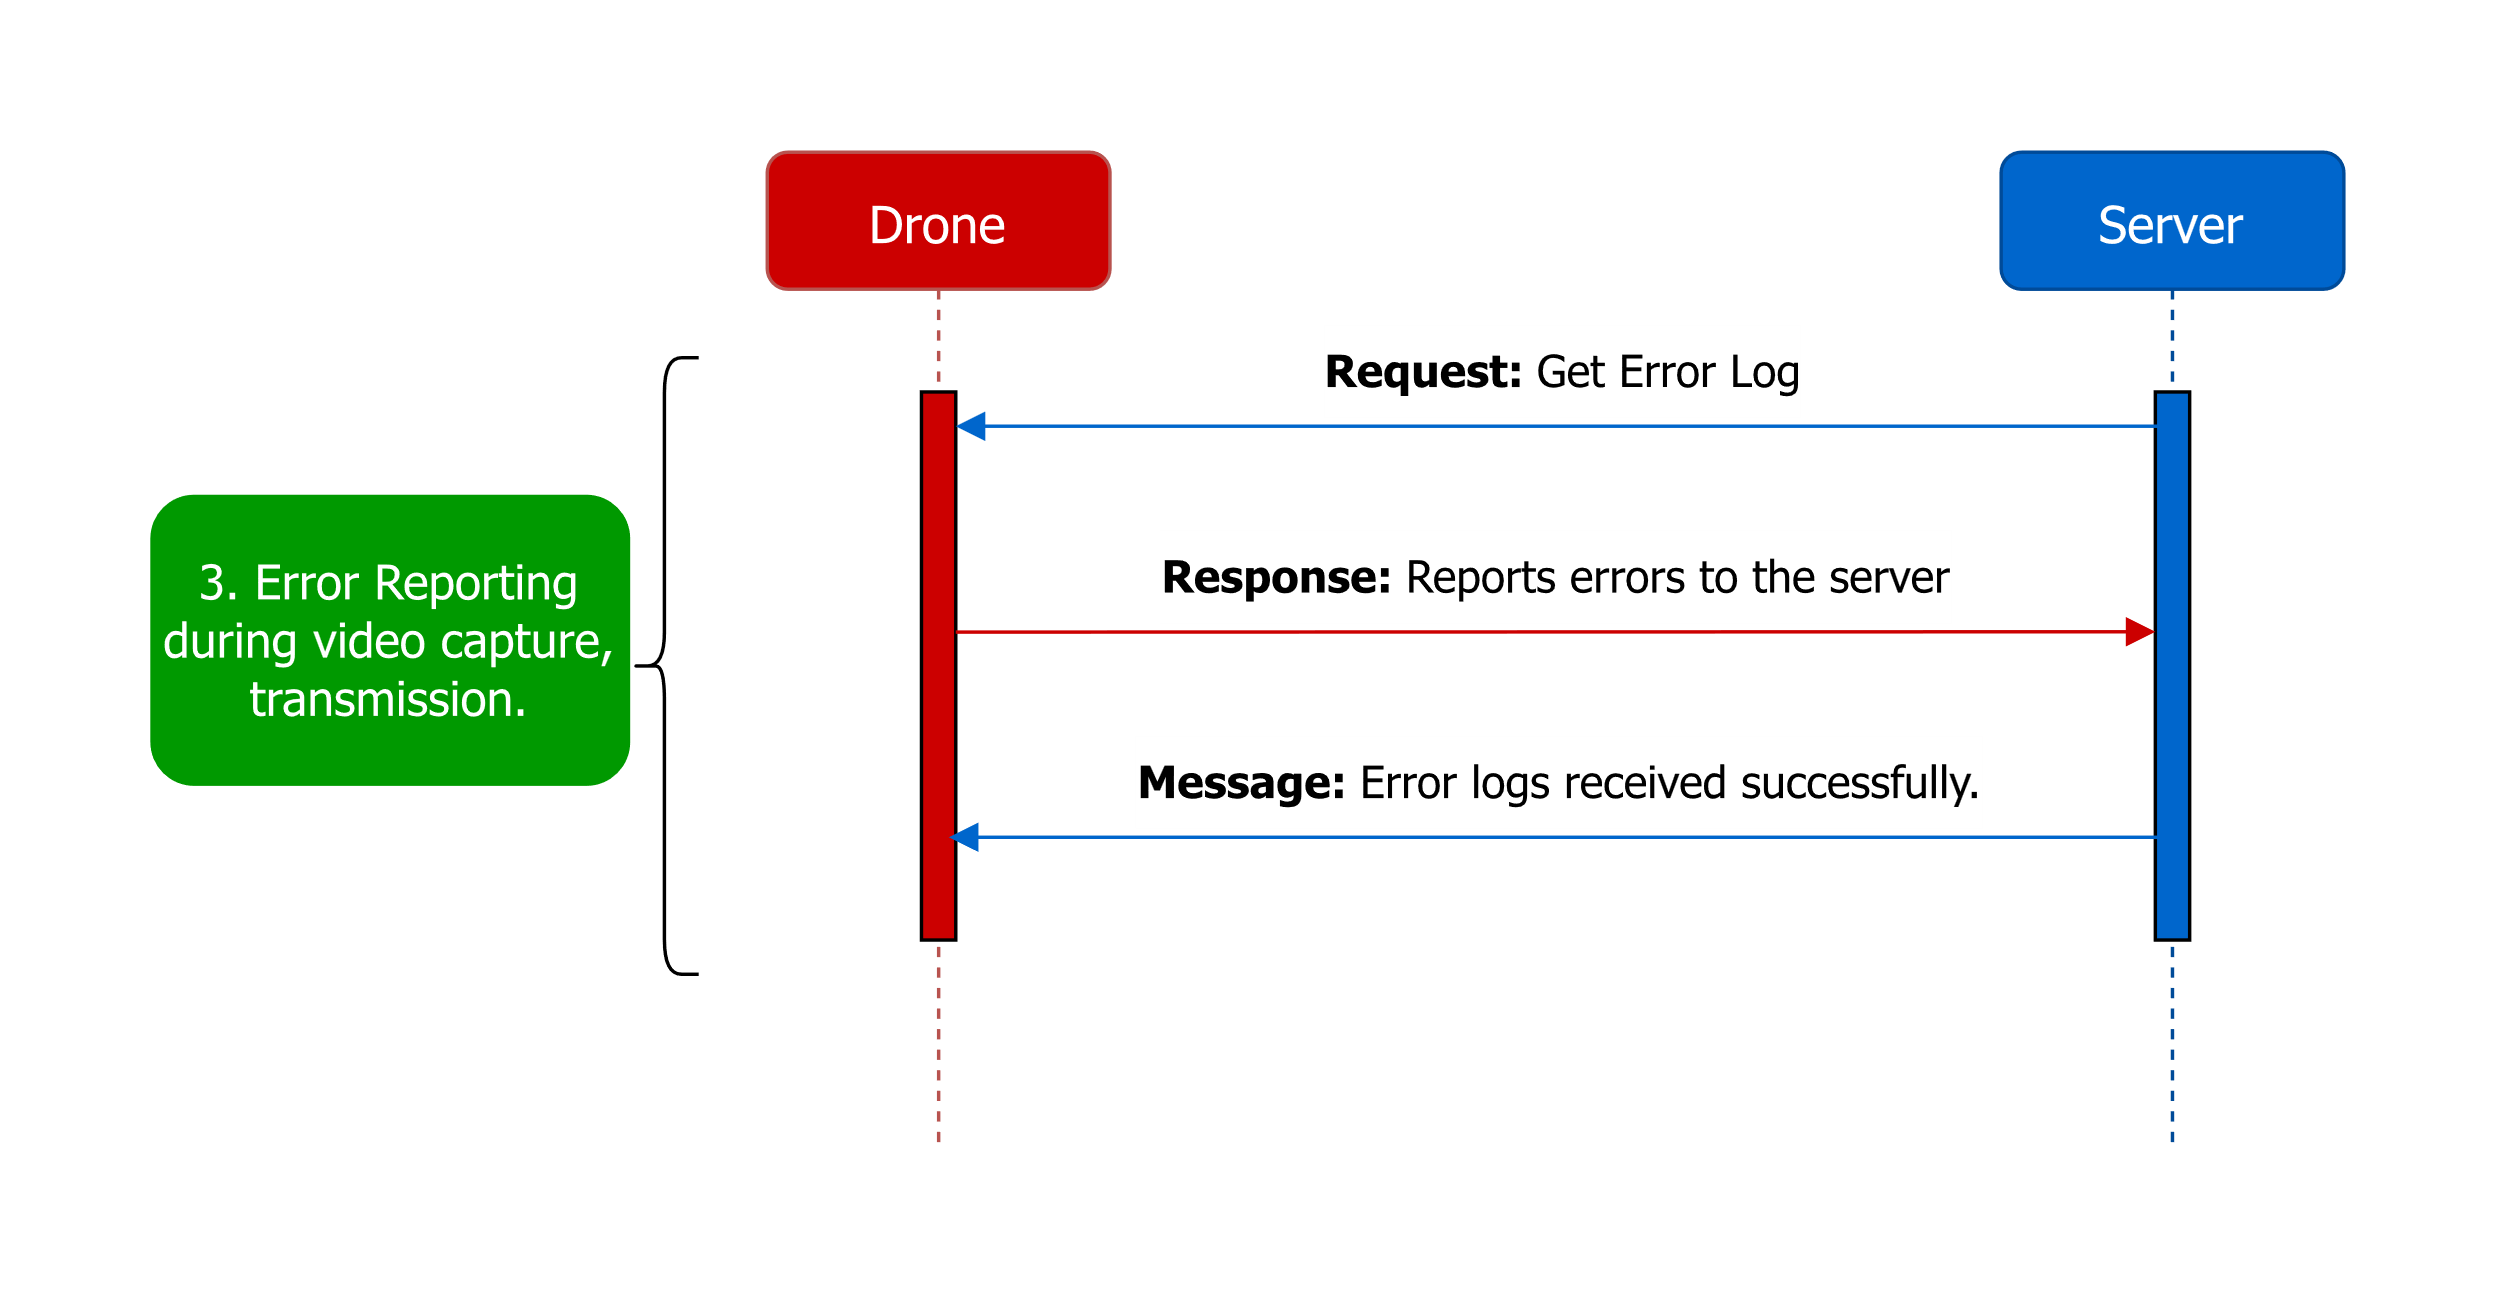 Drone
Server
Request: Get Error Log
3. Error Reporting
during video capture,
transmission.
Response: Reports errors to the server
Message: Error logs received successfully.